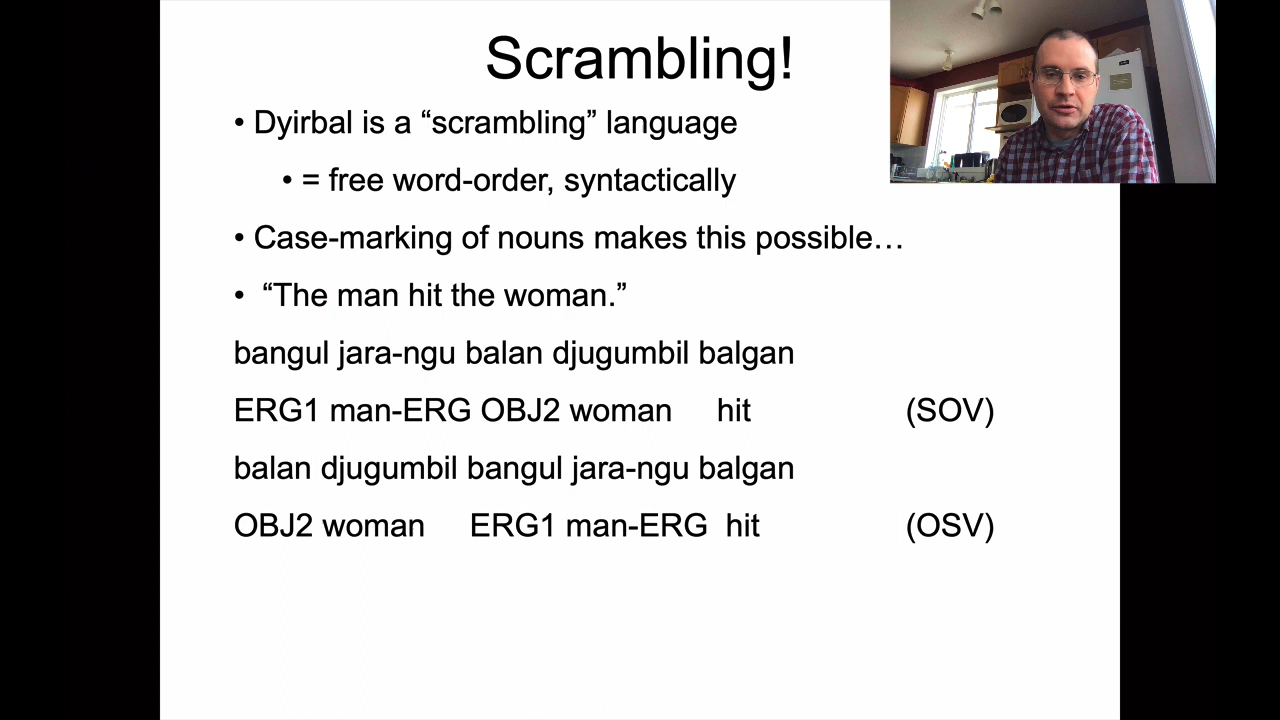 Scrambling!
• Dyirbal is a “scrambling” language
• = free word-order, syntactically
• Case-marking of nouns makes this possible…
• “The man hit the woman.”
bangul jara-ngu balan djugumbil balgan
ERG1 man-ERG OBJ2 woman hit (SOV)
balan djugumbil bangul jara-ngu balgan
OBJ2 woman ERG1 man-ERG hit (OSV)